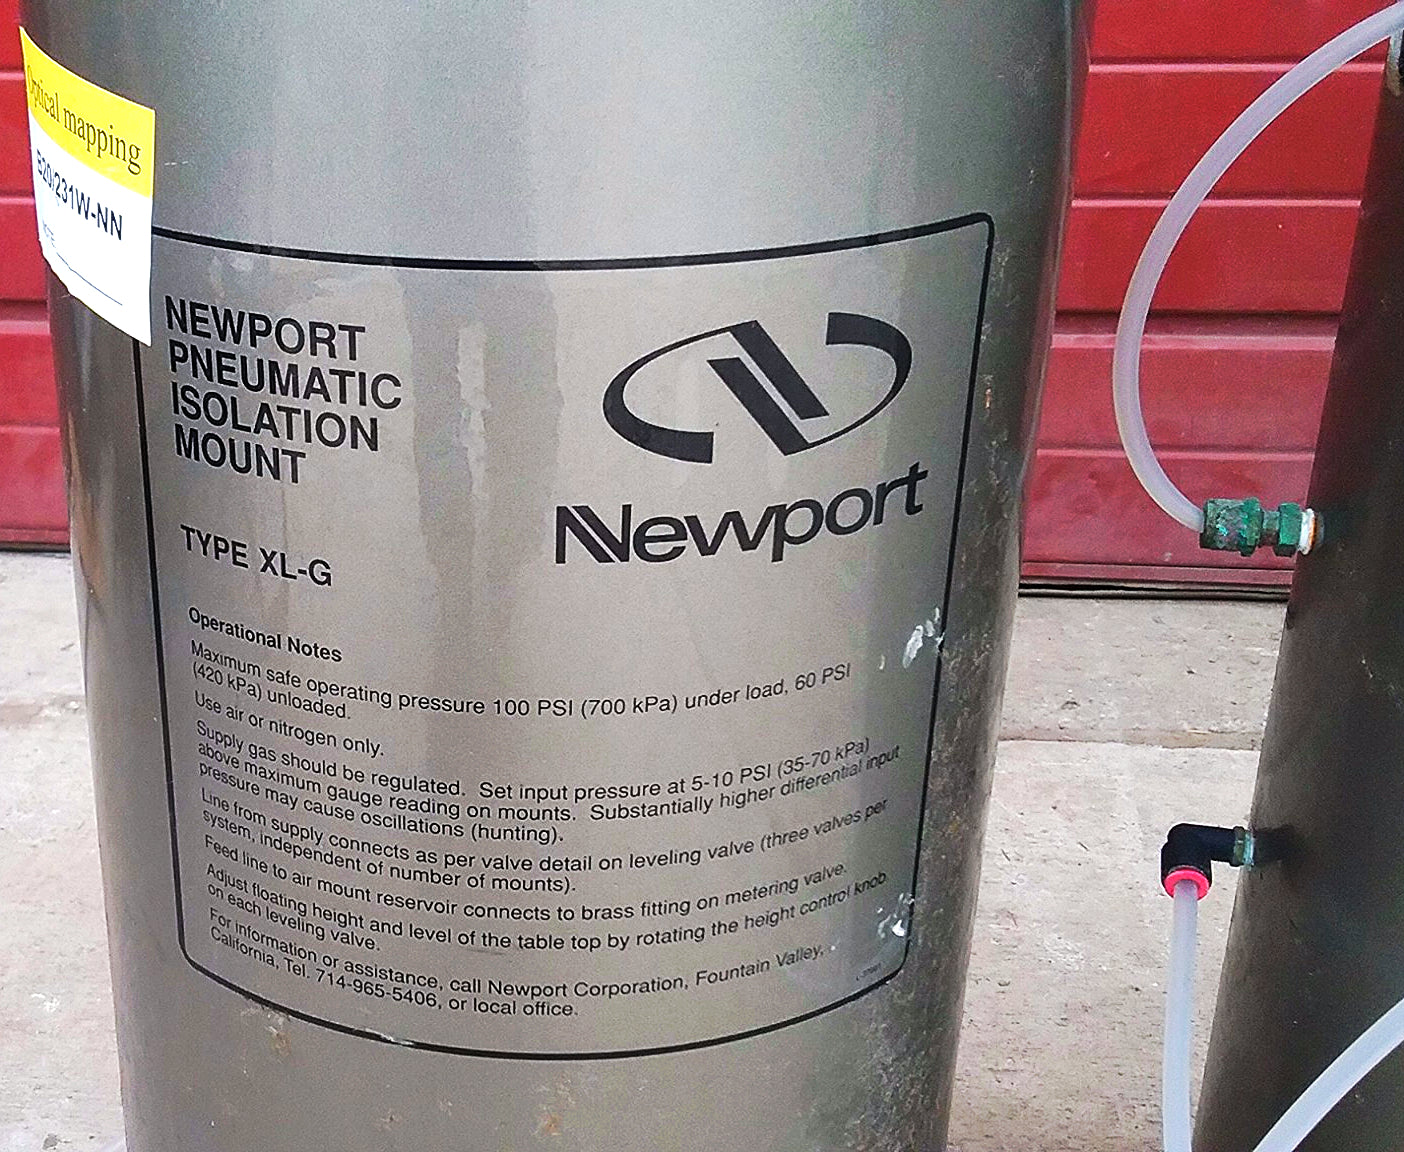 Optical mapping
B20/231W-NN
NOTE:
NEWPORT
PNEUMATIC
ISOLATION
MOUNT
Newport
TYPE XL-G
Operational Notes
Maximum safe operating pressure 100 PSI (700 kPa) under load, 60 PSI
(420 kPa) unloaded.
Use air or nitrogen only.
Supply gas should be regulated. Set input pressure at 5-10 PSI (35-70 kPa)
above maximum gauge reading on mounts. Substantially higher differential input
pressure may cause oscillations (hunting).
Line from supply connects as per valve detail on leveling valve (three valves per
system, independent of number of mounts).
Feed line to air mount reservoir connects to brass fitting on metering valve.
Adjust floating height and level of the table top by rotating the height control knob
on each leveling valve.
For information or assistance, call Newport Corporation, Fountain Valley,
California, Tel. 714-965-5406, or local office.